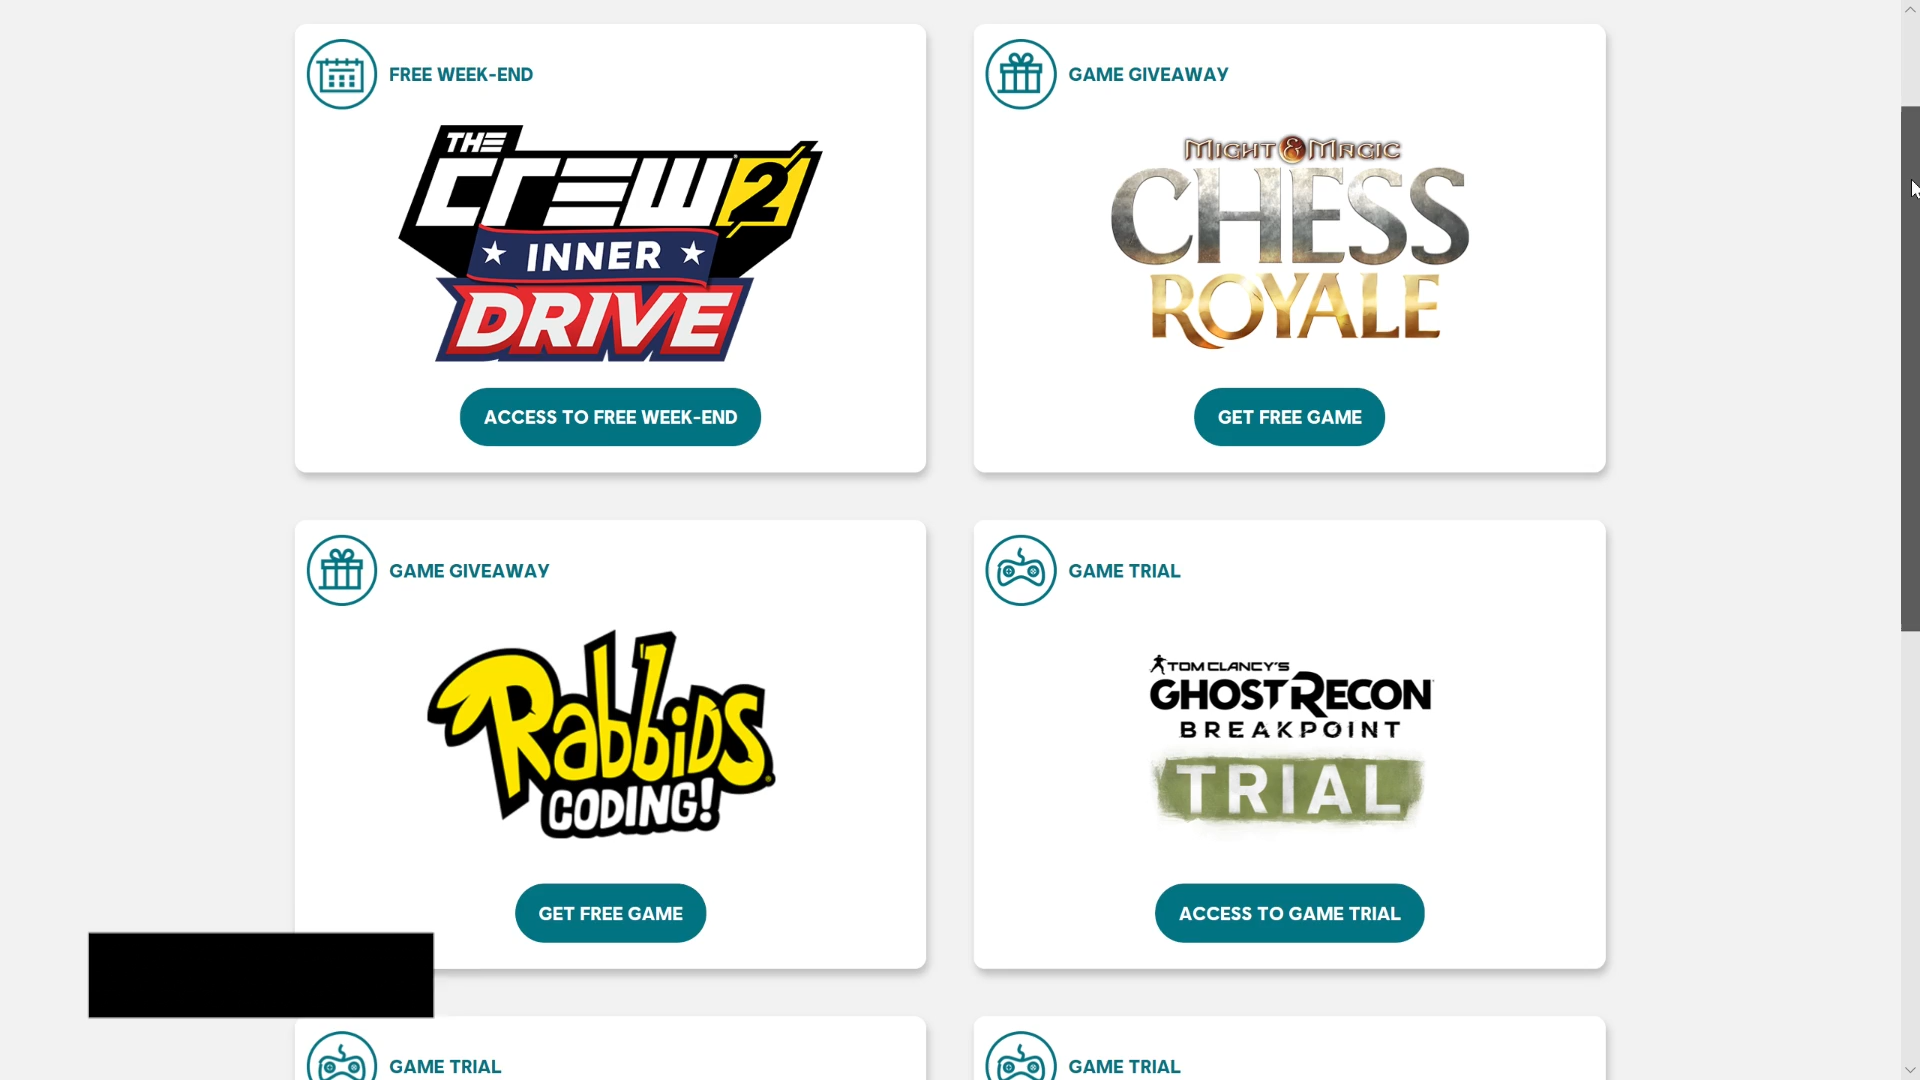 FREE WEEK-END
THE
CREW 2
INNER
DRIVE
ACCESS TO FREE WEEK-END
GAME GIVEAWAY
MIGHT & MAGIC
CHESS
ROYALE
GET FREE GAME
GAME GIVEAWAY
Rabbids
CODING!
GET FREE GAME
GAME TRIAL
TOM CLANCY'S
GHOST RECON
BREAKPOINT
TRIAL
ACCESS TO GAME TRIAL
GAME TRIAL
GAME TRIAL